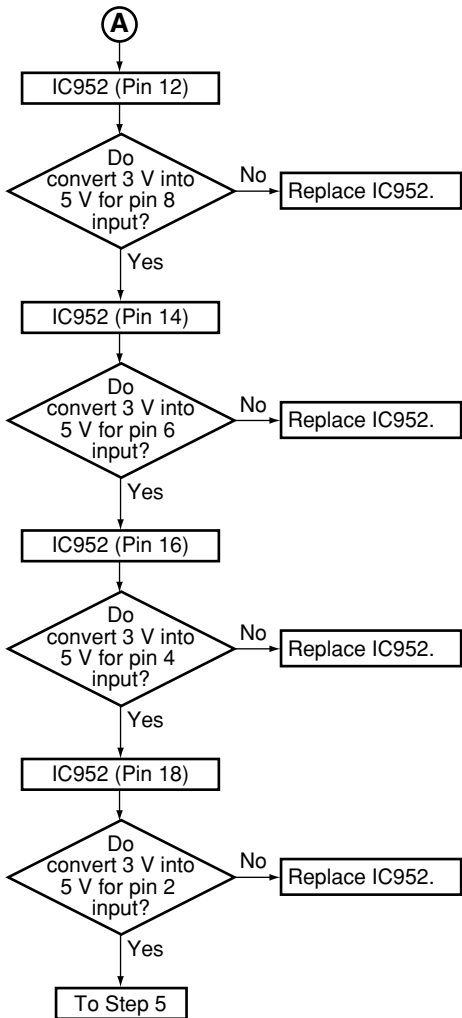 A
IC952 (Pin 12)
Do
convert 3 V into
5 V for pin 8
input?
No
Replace IC952.
Yes
IC952 (Pin 14)
Do
convert 3 V into
5 V for pin 6
input?
No
Replace IC952.
Yes
IC952 (Pin 16)
Do
convert 3 V into
5 V for pin 4
input?
No
Replace IC952.
Yes
IC952 (Pin 18)
Do
convert 3 V into
5 V for pin 2
input?
No
Replace IC952.
Yes
To Step 5